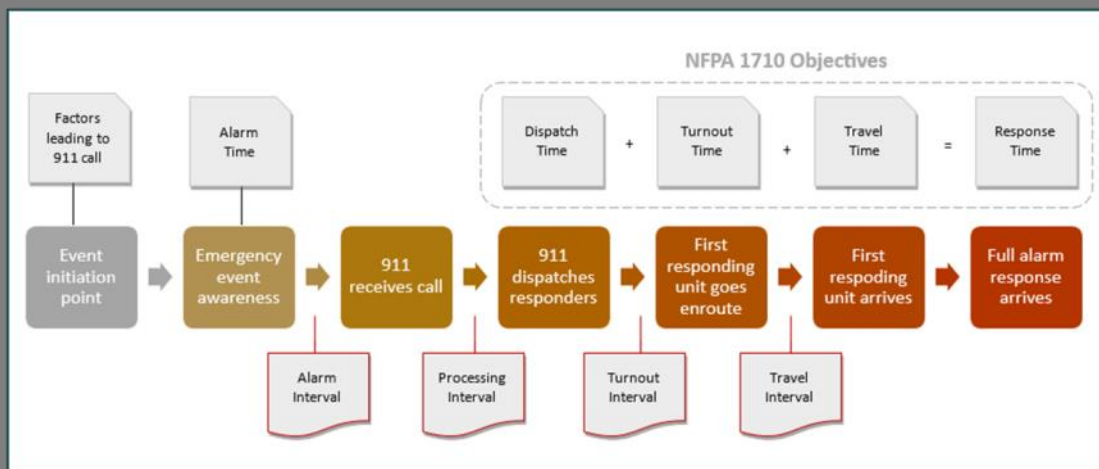 NFPA 1710 Objectives
Factors
leading to
911 call
Alarm
Time
Dispatch
Time
+
Turnout
Time
+
Travel
Time
=
Response
Time
Event
initiation
point
Emergency
event
awareness
911
receives call
911
dispatches
responders
First
responding
unit goes
enroute
First
respoding
unit arrives
Full alarm
response
arrives
Alarm
Interval
Processing
Interval
Turnout
Interval
Travel
Interval